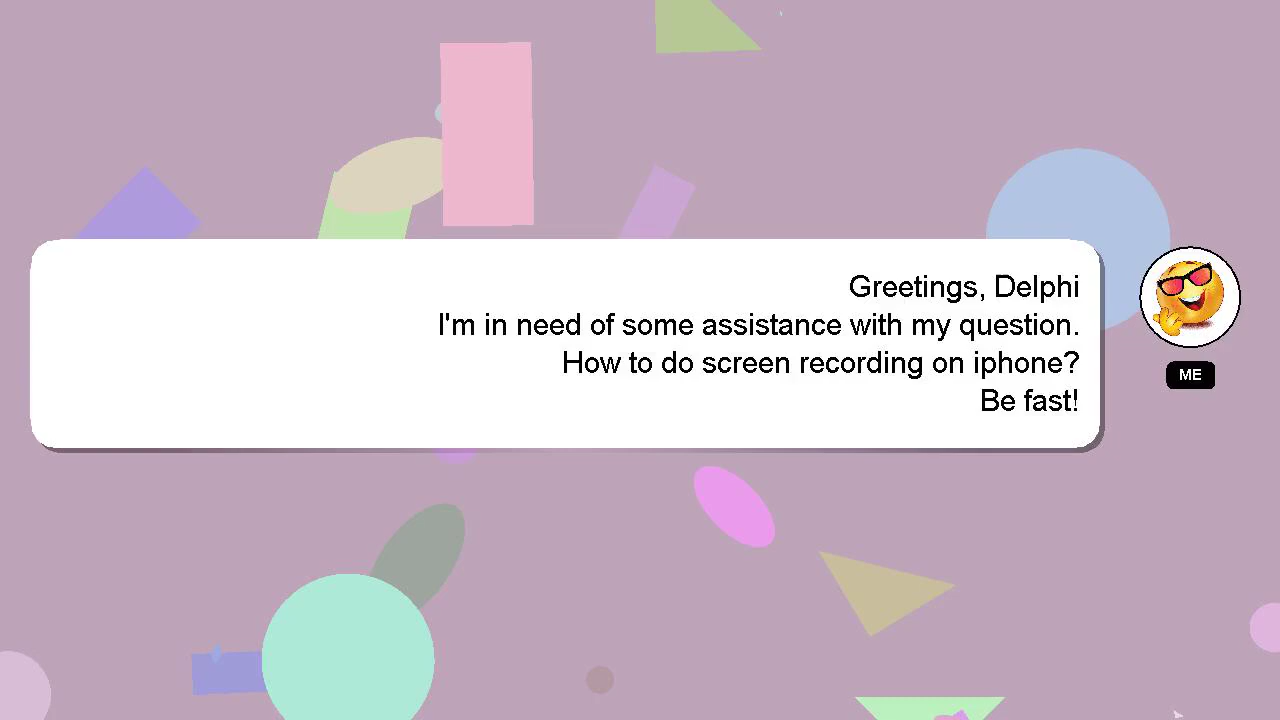 Greetings, Delphi
I'm in need of some assistance with my question.
How to do screen recording on iphone?
Be fast!
ME